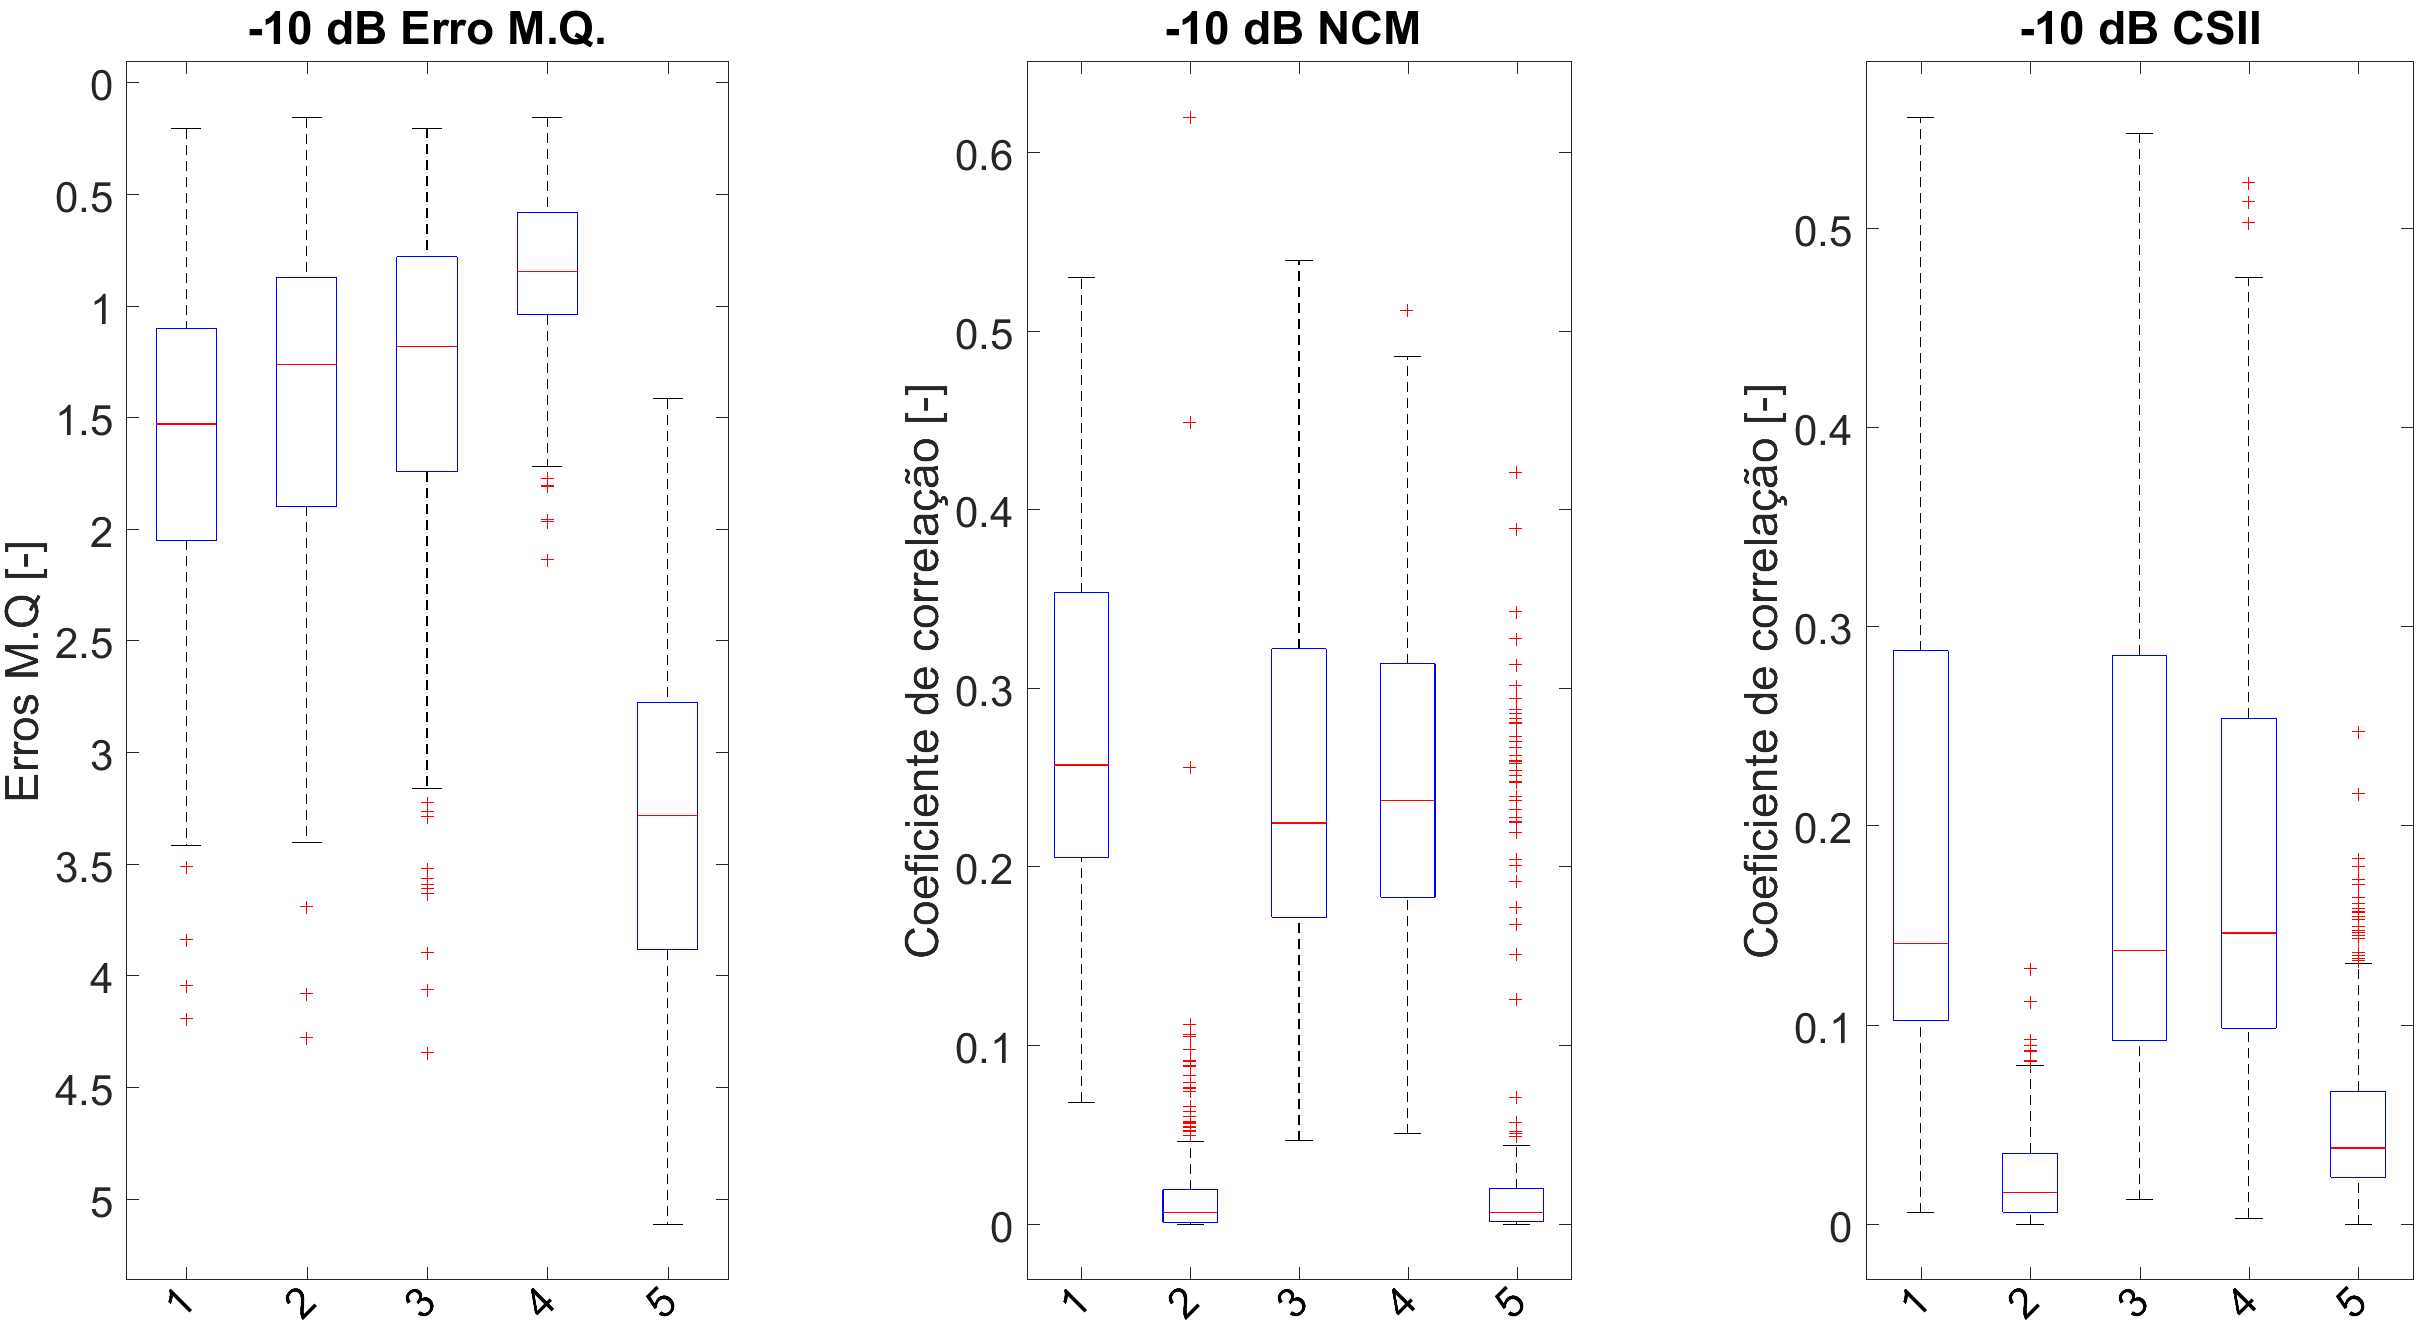 -10 dB Erro M.Q.
Erros M.Q [-]
0
0.5
1
1.5
2
2.5
3
3.5
4
4.5
5
1 2 3 4 5
-10 dB NCM
Coeficiente de correlação [-]
0.6
0.5
0.4
0.3
0.2
0.1
0
1 2 3 4 5
-10 dB CSII
Coeficiente de correlação [-]
0.5
0.4
0.3
0.2
0.1
0
1 2 3 4 5